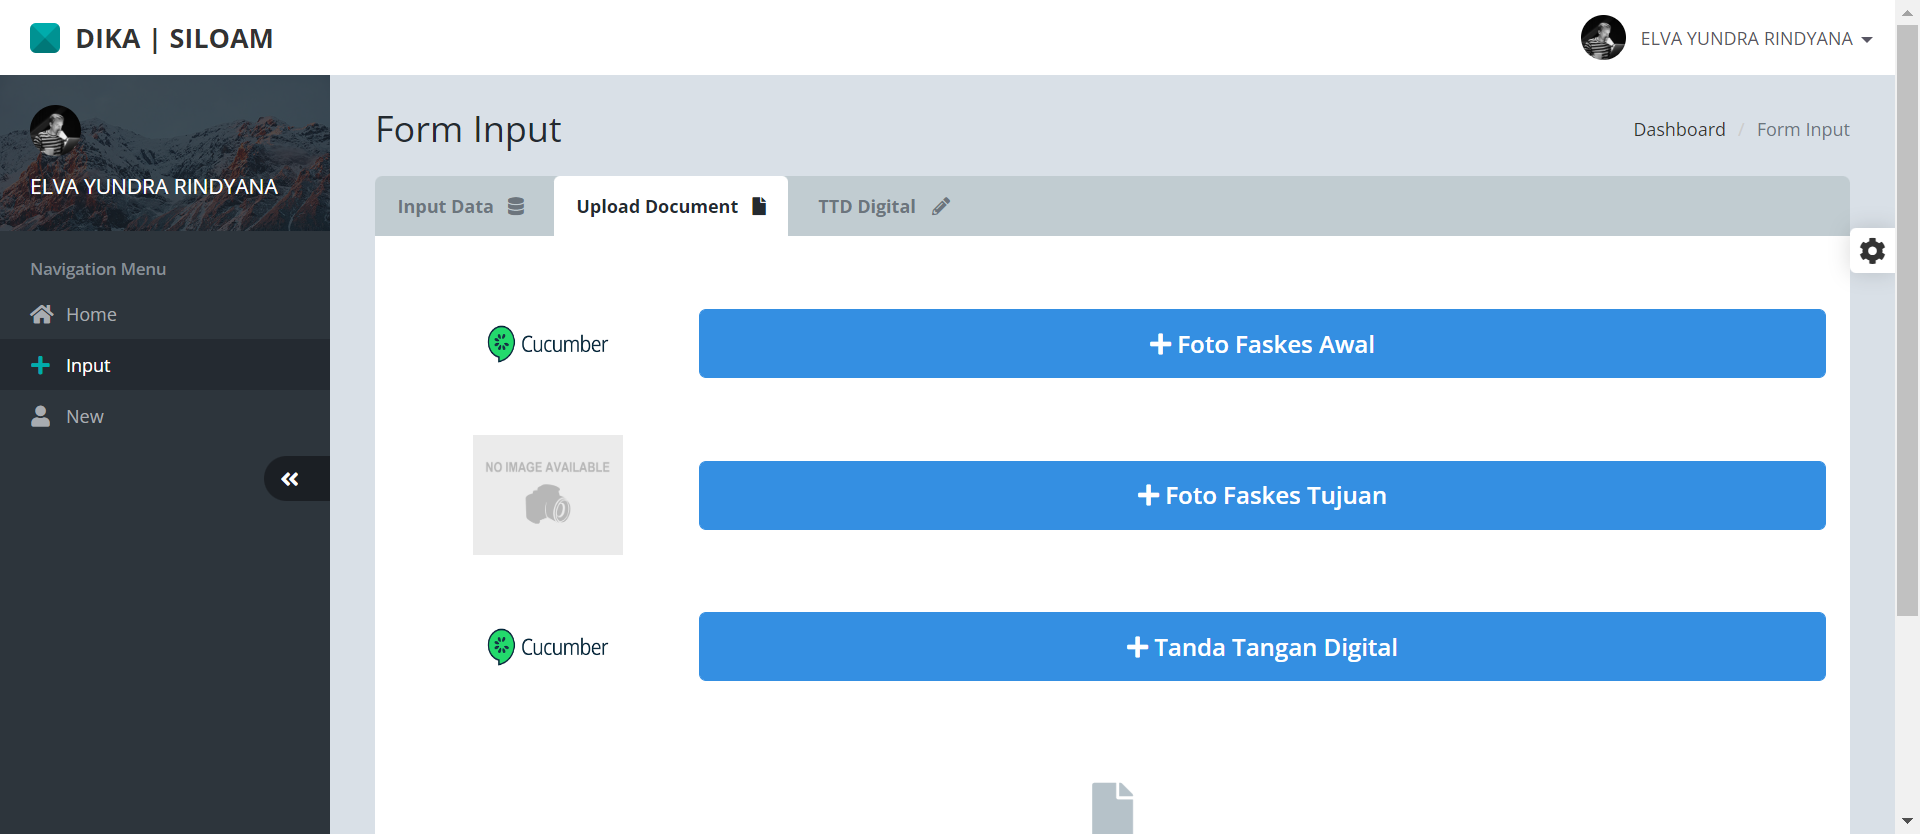 DIKA | SILOAM
ELVA YUNDRA RINDYANA
ELVA YUNDRA RINDYANA
Navigation Menu
Home
Input
New
Form Input
Dashboard / Form Input
Input Data
Upload Document
TTD Digital
Cucumber
+ Foto Faskes Awal
NO IMAGE AVAILABLE
+ Foto Faskes Tujuan
Cucumber
+ Tanda Tangan Digital